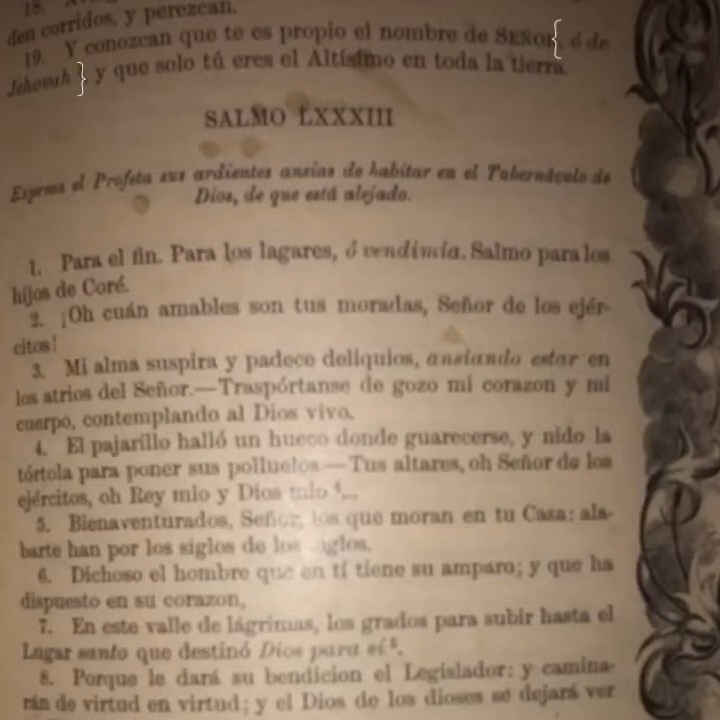 18.
den corridos, y perezcan.
19. Y conozcan que te es propio el nombre de SEÑOR{ ó de
Jehovah } y que solo tú eres el Altísimo en toda la tierra.
SALMO LXXXIII
Expresa el Profeta sus ardientes ansias de habitar en el Tabernáculo de
Dios, de que está alejado.
1. Para el fin. Para los lagares, ó vendimia. Salmo para los
hijos de Coré.
2. ¡Oh cuán amables son tus moradas, Señor de los ejér-
citos!
3. Mi alma suspira y padece deliquios, ansiando estar en
los atrios del Señor.—Traspórtanse de gozo mi corazon y mi
cuerpo, contemplando al Dios vivo.
4. El pajarillo halló un hueco donde guarecerse, y nido la
tórtola para poner sus polluelos.—Tus altares, oh Señor de los
ejércitos, oh Rey mio y Dios mio ⁴...
5. Bienaventurados, Señor, los que moran en tu Casa: ala-
barte han por los siglos de los siglos.
6. Dichoso el hombre que en tí tiene su amparo; y que ha
dispuesto en su corazon,
7. En este valle de lágrimas, los grados para subir hasta el
Lugar santo que destinó Dios para sí ⁵.
8. Porque le dará su bendicion el Legislador: y camina-
rán de virtud en virtud; y el Dios de los dioses se dejará ver